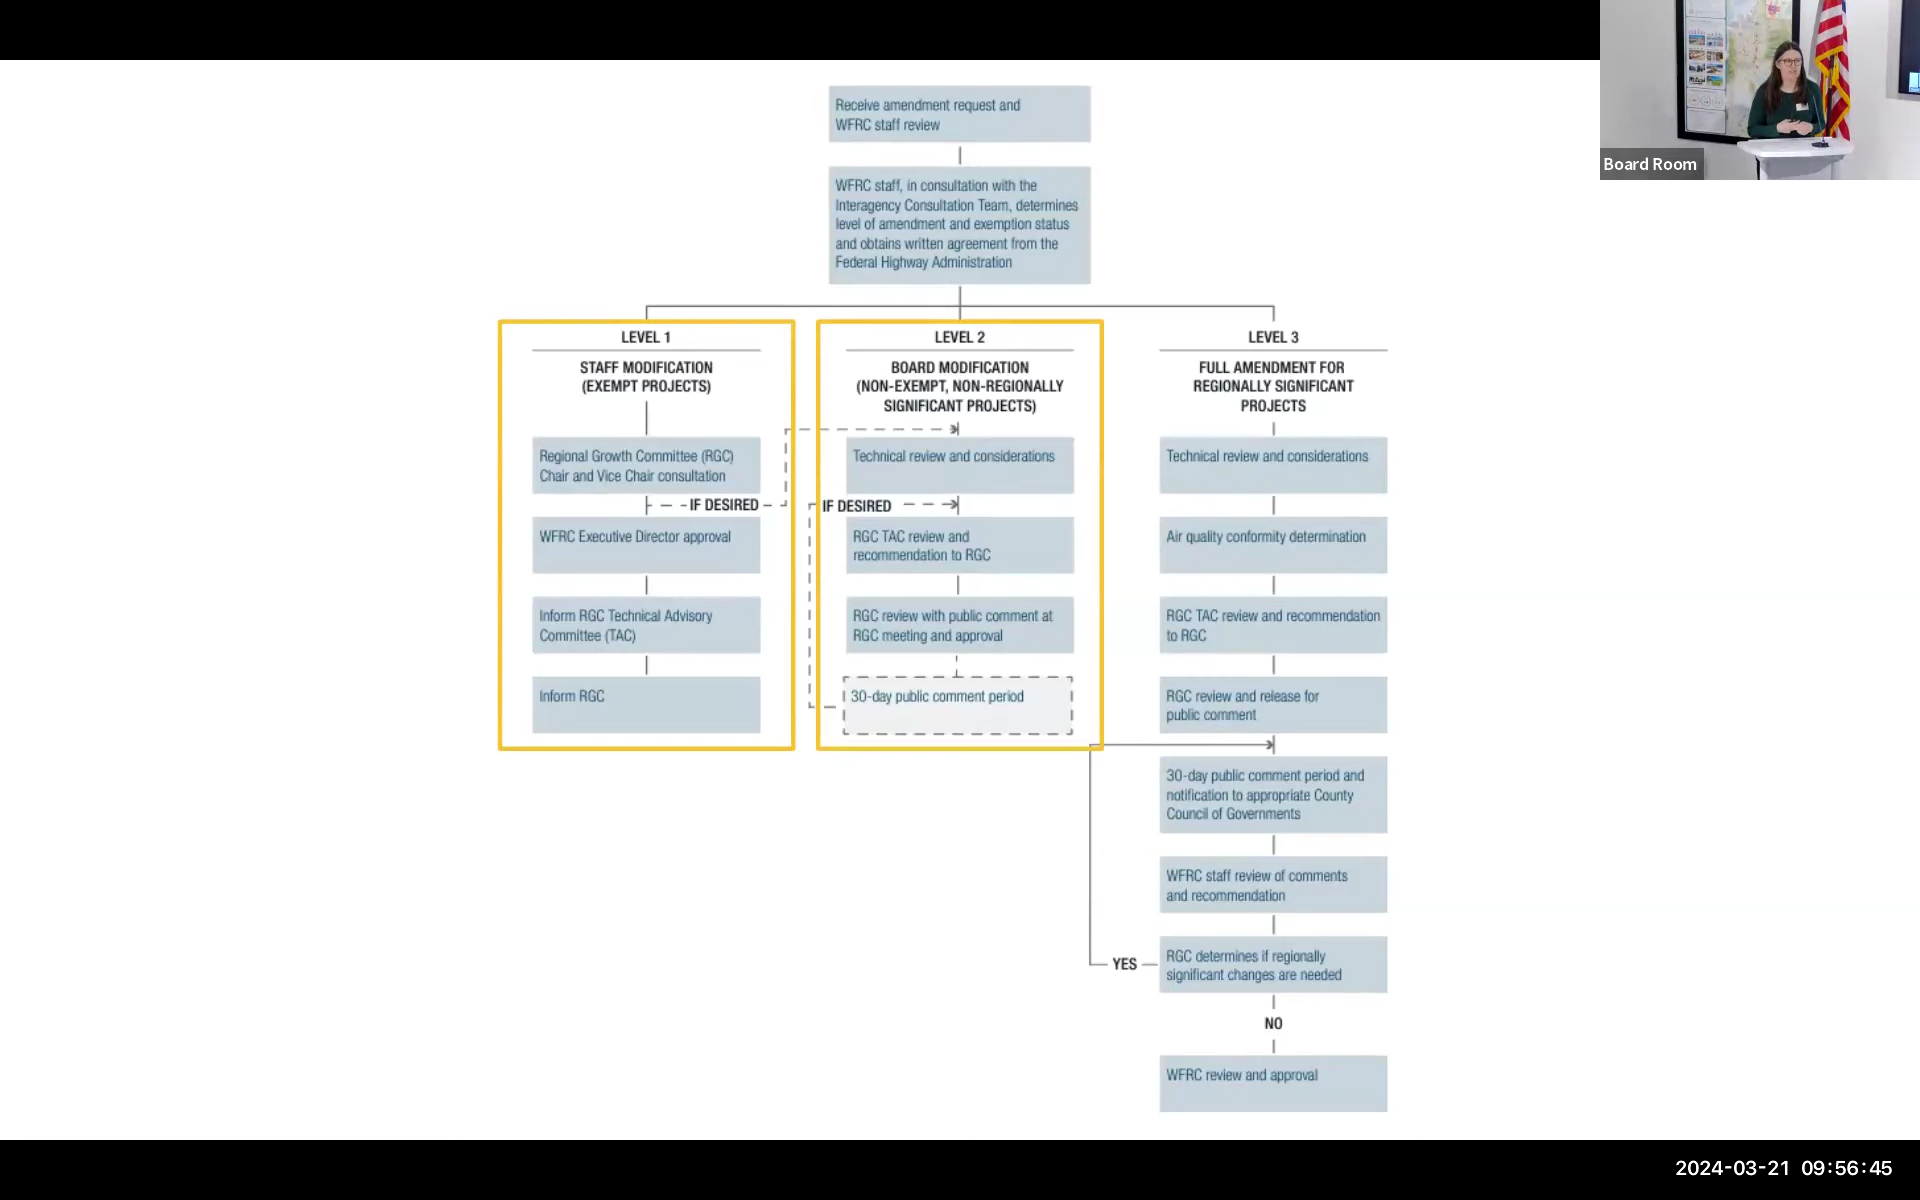 Receive amendment request and
WFRC staff review
WFRC staff, in consultation with the
Interagency Consultation Team, determines
level of amendment and exemption status
and obtains written agreement from the
Federal Highway Administration
LEVEL 1
STAFF MODIFICATION
(EXEMPT PROJECTS)
Regional Growth Committee (RGC)
Chair and Vice Chair consultation
IF DESIRED
WFRC Executive Director approval
Inform RGC Technical Advisory
Committee (TAC)
Inform RGC
LEVEL 2
BOARD MODIFICATION
(NON-EXEMPT, NON-REGIONALLY
SIGNIFICANT PROJECTS)
Technical review and considerations
IF DESIRED
RGC TAC review and
recommendation to RGC
RGC review with public comment at
RGC meeting and approval
30-day public comment period
LEVEL 3
FULL AMENDMENT FOR
REGIONALLY SIGNIFICANT
PROJECTS
Technical review and considerations
Air quality conformity determination
RGC TAC review and recommendation
to RGC
RGC review and release for
public comment
30-day public comment period and
notification to appropriate County
Council of Governments
WFRC staff review of comments
and recommendation
RGC determines if regionally
significant changes are needed
YES
NO
WFRC review and approval
Board Room
2024-03-21 09:56:45